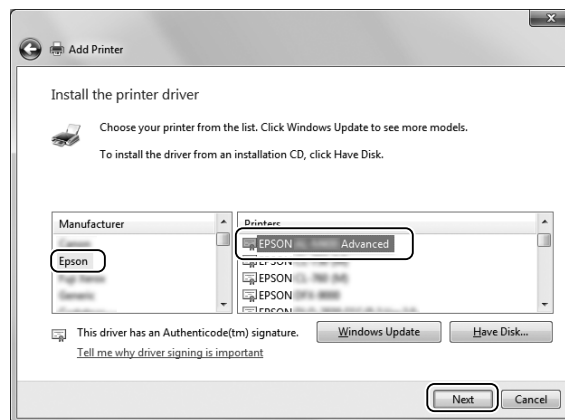 Add Printer
Install the printer driver
Choose your printer from the list. Click Windows Update to see more models.
To install the driver from an installation CD, click Have Disk.
Manufacturer
Epson
Printers
EPSON Advanced
EPSON
EPSON
EPSON
EPSON
This driver has an Authenticode(tm) signature.
Tell me why driver signing is important
Windows Update
Have Disk...
Next
Cancel